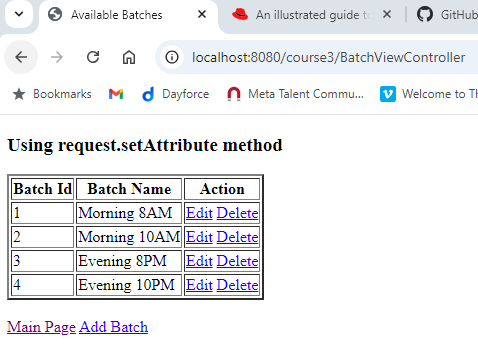 Available Batches An illustrated guide to GitHub
localhost:8080/course3/BatchViewController
Bookmarks Dayforce Meta Talent Commu... Welcome to
Using request.setAttribute method
Batch Id Batch Name Action
1 Morning 8AM Edit Delete
2 Morning 10AM Edit Delete
3 Evening 8PM Edit Delete
4 Evening 10PM Edit Delete
Main Page Add Batch